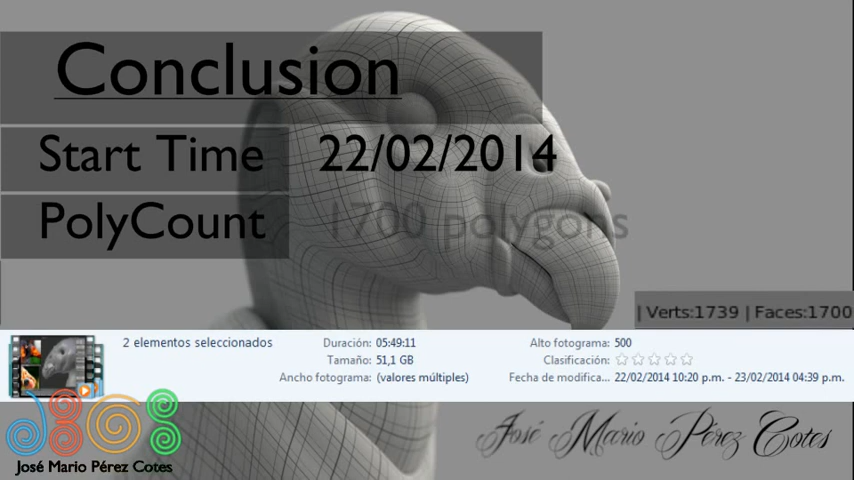 Conclusion
Start Time 22/02/2014
PolyCount 1700 polygons
| Verts:1739 | Faces:1700
2 elementos seleccionados
Duración: 05:49:11
Tamaño: 51,1 GB
Ancho fotograma: (valores múltiples)
Alto fotograma: 500
Clasificación:
Fecha de modifica... 22/02/2014 10:20 p.m. - 23/02/2014 04:39 p.m.
José Mario Pérez Cotes
José Mario Pérez Cotes